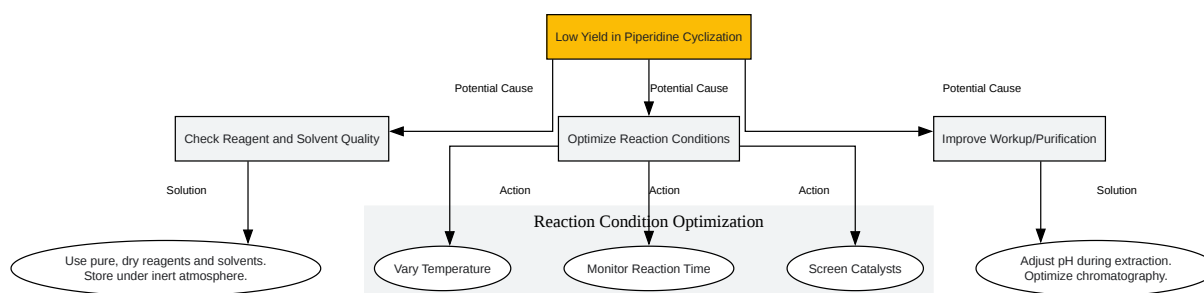 Low Yield in Piperidine Cyclization
Potential Cause
Potential Cause
Potential Cause
Check Reagent and Solvent Quality
Optimize Reaction Conditions
Improve Workup/Purification
Solution
Action
Action
Action
Solution
Reaction Condition Optimization
Use pure, dry reagents and solvents.
Store under inert atmosphere.
Vary Temperature
Monitor Reaction Time
Screen Catalysts
Adjust pH during extraction.
Optimize chromatography.